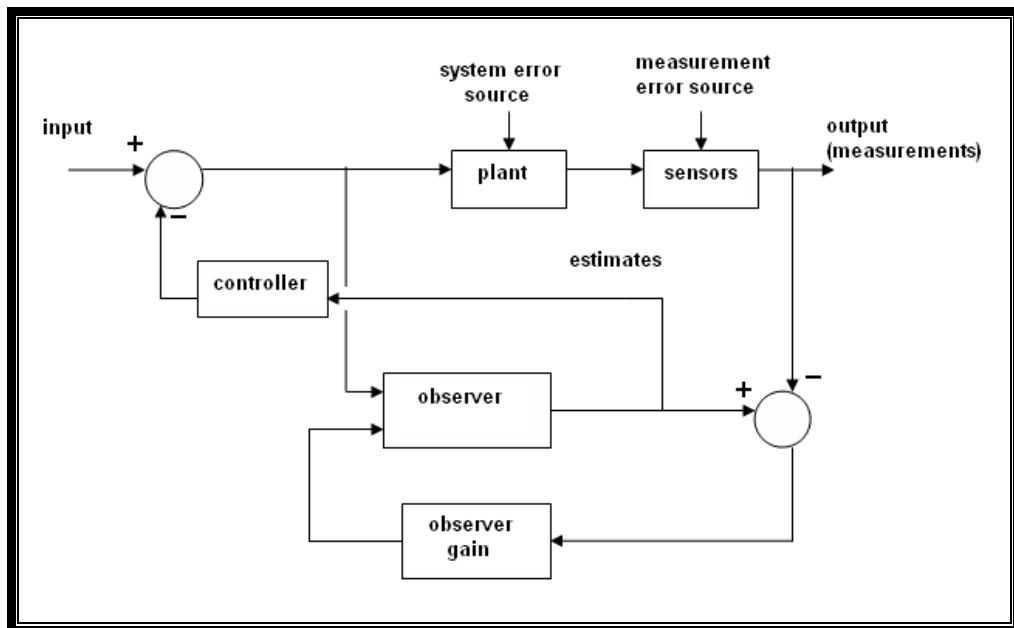 system error
source
measurement
error source
input
output
(measurements)
+
plant
sensors
−
estimates
controller
observer
+
−
observer
gain